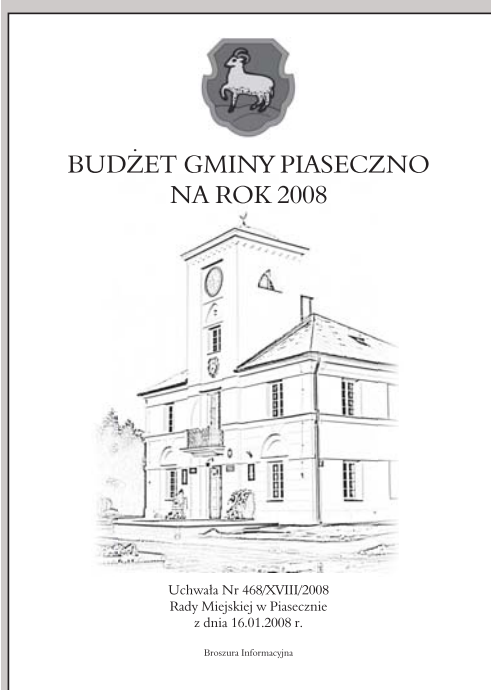 BUDŻET GMINY PIASECZNO
NA ROK 2008
Uchwała Nr 468/XVIII/2008
Rady Miejskiej w Piasecznie
z dnia 16.01.2008 r.
Broszura Informacyjna